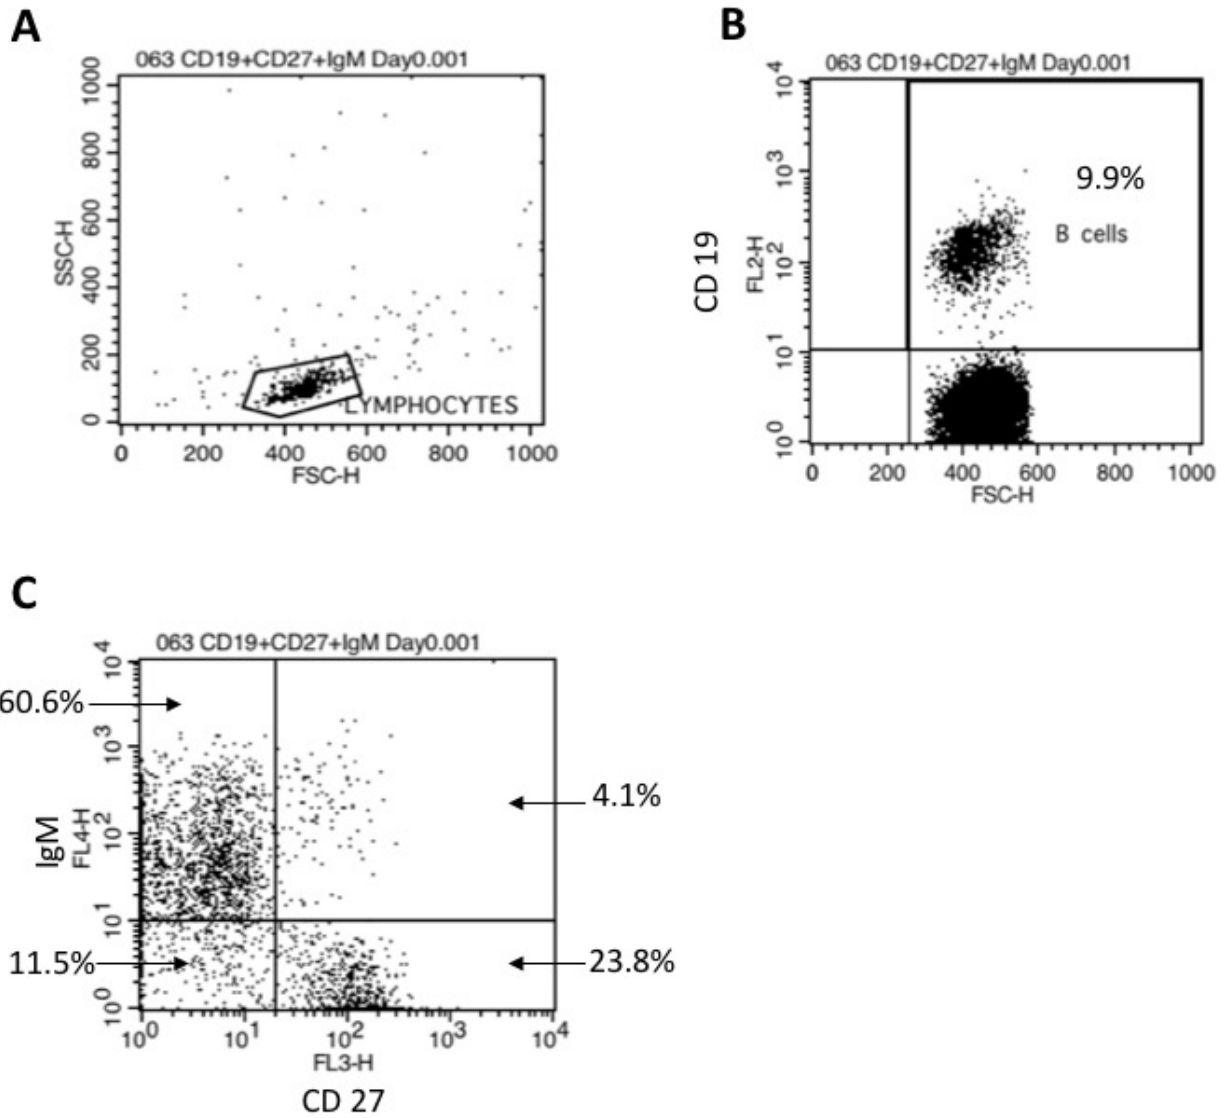 A
063 CD19+CD27+IgM Day0.001
SSC-H
0 200 400 600 800 1000
LYMPHOCYTES
0 200 400 600 800 1000
FSC-H
B
063 CD19+CD27+IgM Day0.001
CD 19
FL2-H
10^0 10^1 10^2 10^3 10^4
9.9%
B cells
0 200 400 600 800 1000
FSC-H
C
063 CD19+CD27+IgM Day0.001
IgM
FL4-H
10^0 10^1 10^2 10^3 10^4
60.6%
4.1%
11.5%
23.8%
10^0 10^1 10^2 10^3 10^4
FL3-H
CD 27